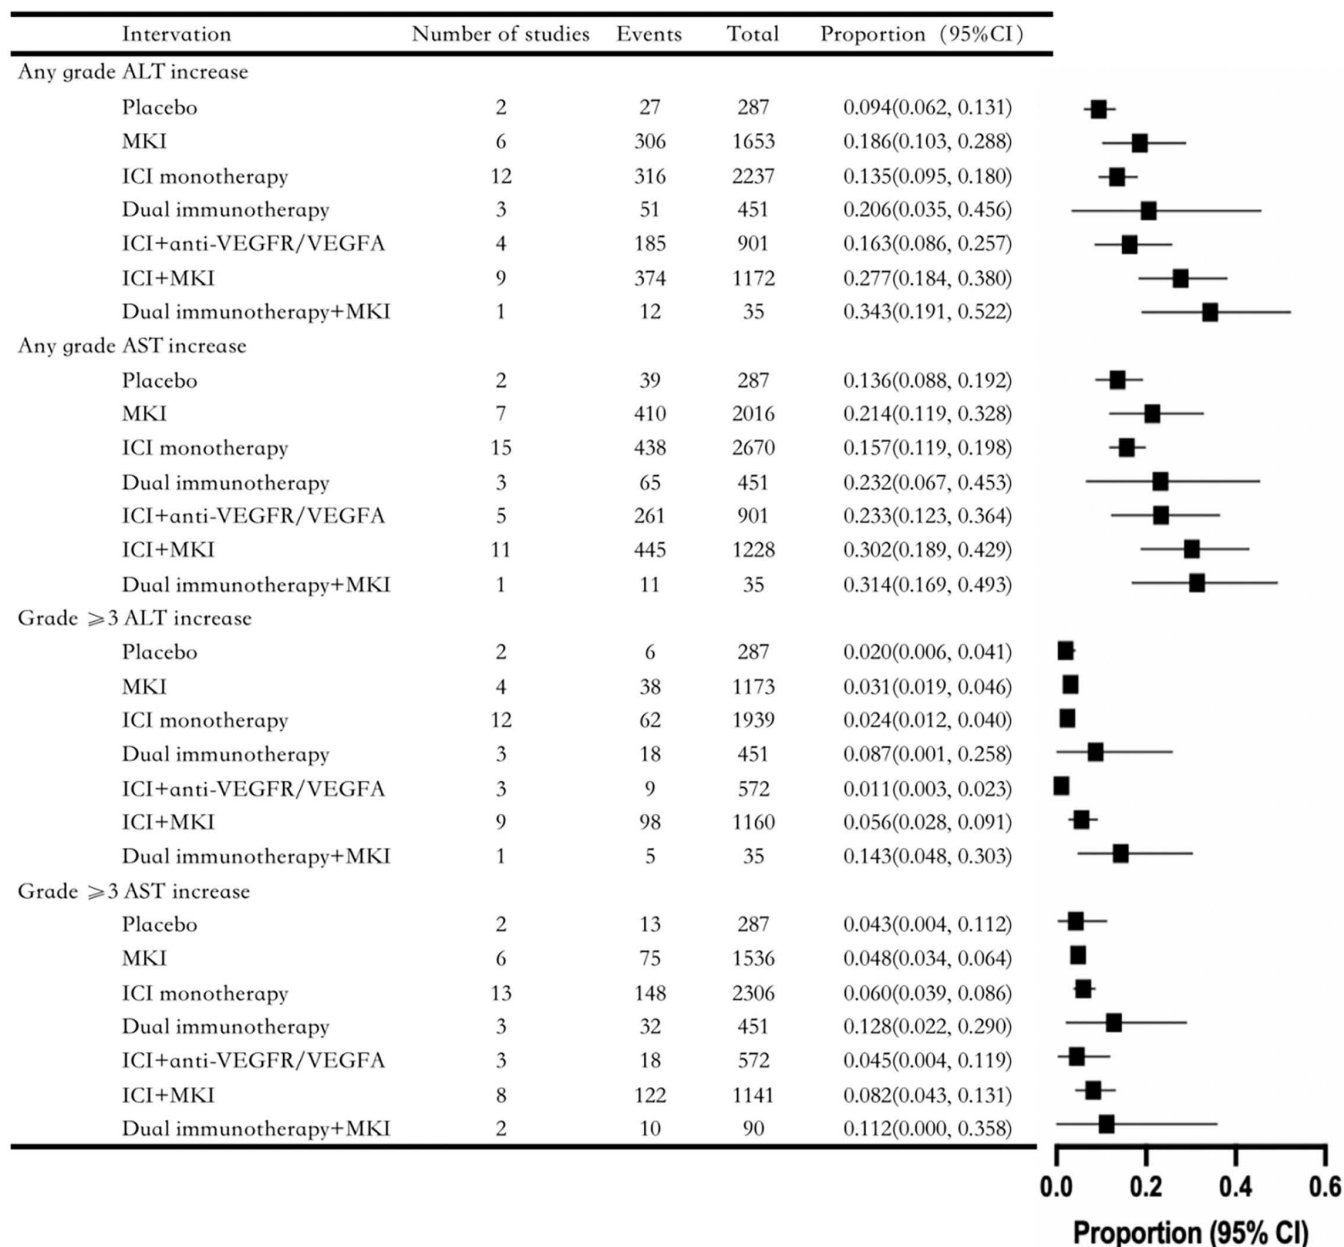 Intervation Number of studies Events Total Proportion (95%CI)
Any grade ALT increase
Placebo 2 27 287 0.094(0.062, 0.131)
MKI 6 306 1653 0.186(0.103, 0.288)
ICI monotherapy 12 316 2237 0.135(0.095, 0.180)
Dual immunotherapy 3 51 451 0.206(0.035, 0.456)
ICI+anti-VEGFR/VEGFA 4 185 901 0.163(0.086, 0.257)
ICI+MKI 9 374 1172 0.277(0.184, 0.380)
Dual immunotherapy+MKI 1 12 35 0.343(0.191, 0.522)
Any grade AST increase
Placebo 2 39 287 0.136(0.088, 0.192)
MKI 7 410 2016 0.214(0.119, 0.328)
ICI monotherapy 15 438 2670 0.157(0.119, 0.198)
Dual immunotherapy 3 65 451 0.232(0.067, 0.453)
ICI+anti-VEGFR/VEGFA 5 261 901 0.233(0.123, 0.364)
ICI+MKI 11 445 1228 0.302(0.189, 0.429)
Dual immunotherapy+MKI 1 11 35 0.314(0.169, 0.493)
Grade ⩾3 ALT increase
Placebo 2 6 287 0.020(0.006, 0.041)
MKI 4 38 1173 0.031(0.019, 0.046)
ICI monotherapy 12 62 1939 0.024(0.012, 0.040)
Dual immunotherapy 3 18 451 0.087(0.001, 0.258)
ICI+anti-VEGFR/VEGFA 3 9 572 0.011(0.003, 0.023)
ICI+MKI 9 98 1160 0.056(0.028, 0.091)
Dual immunotherapy+MKI 1 5 35 0.143(0.048, 0.303)
Grade ⩾3 AST increase
Placebo 2 13 287 0.043(0.004, 0.112)
MKI 6 75 1536 0.048(0.034, 0.064)
ICI monotherapy 13 148 2306 0.060(0.039, 0.086)
Dual immunotherapy 3 32 451 0.128(0.022, 0.290)
ICI+anti-VEGFR/VEGFA 3 18 572 0.045(0.004, 0.119)
ICI+MKI 8 122 1141 0.082(0.043, 0.131)
Dual immunotherapy+MKI 2 10 90 0.112(0.000, 0.358)
0.0 0.2 0.4 0.6
Proportion (95% CI)